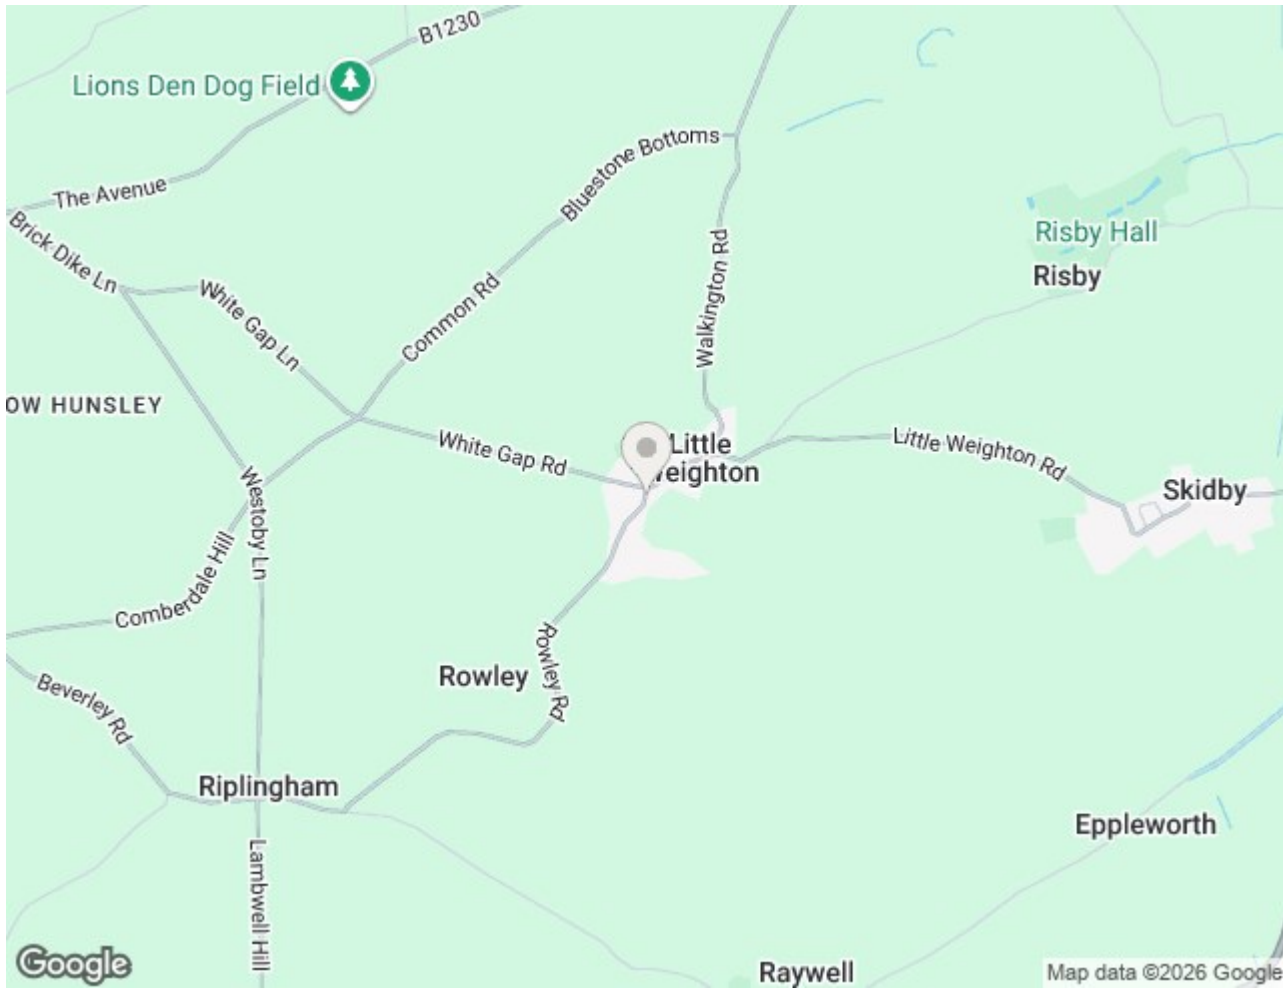 B1230
Lions Den Dog Field
Bluestone Bottoms
The Avenue
Brick Dike Ln
Risby Hall
Risby
White Gap Ln
Common Rd
Walkington Rd
OW HUNSLEY
White Gap Rd
Little
eighton
Little Weighton Rd
Skidby
Westoby Ln
Comberdale Hill
Rowley
Rowley Rd
Beverley Rd
Riplingham
Eppleworth
Lambwell Hill
Raywell
Google
Map data ©2026 Google